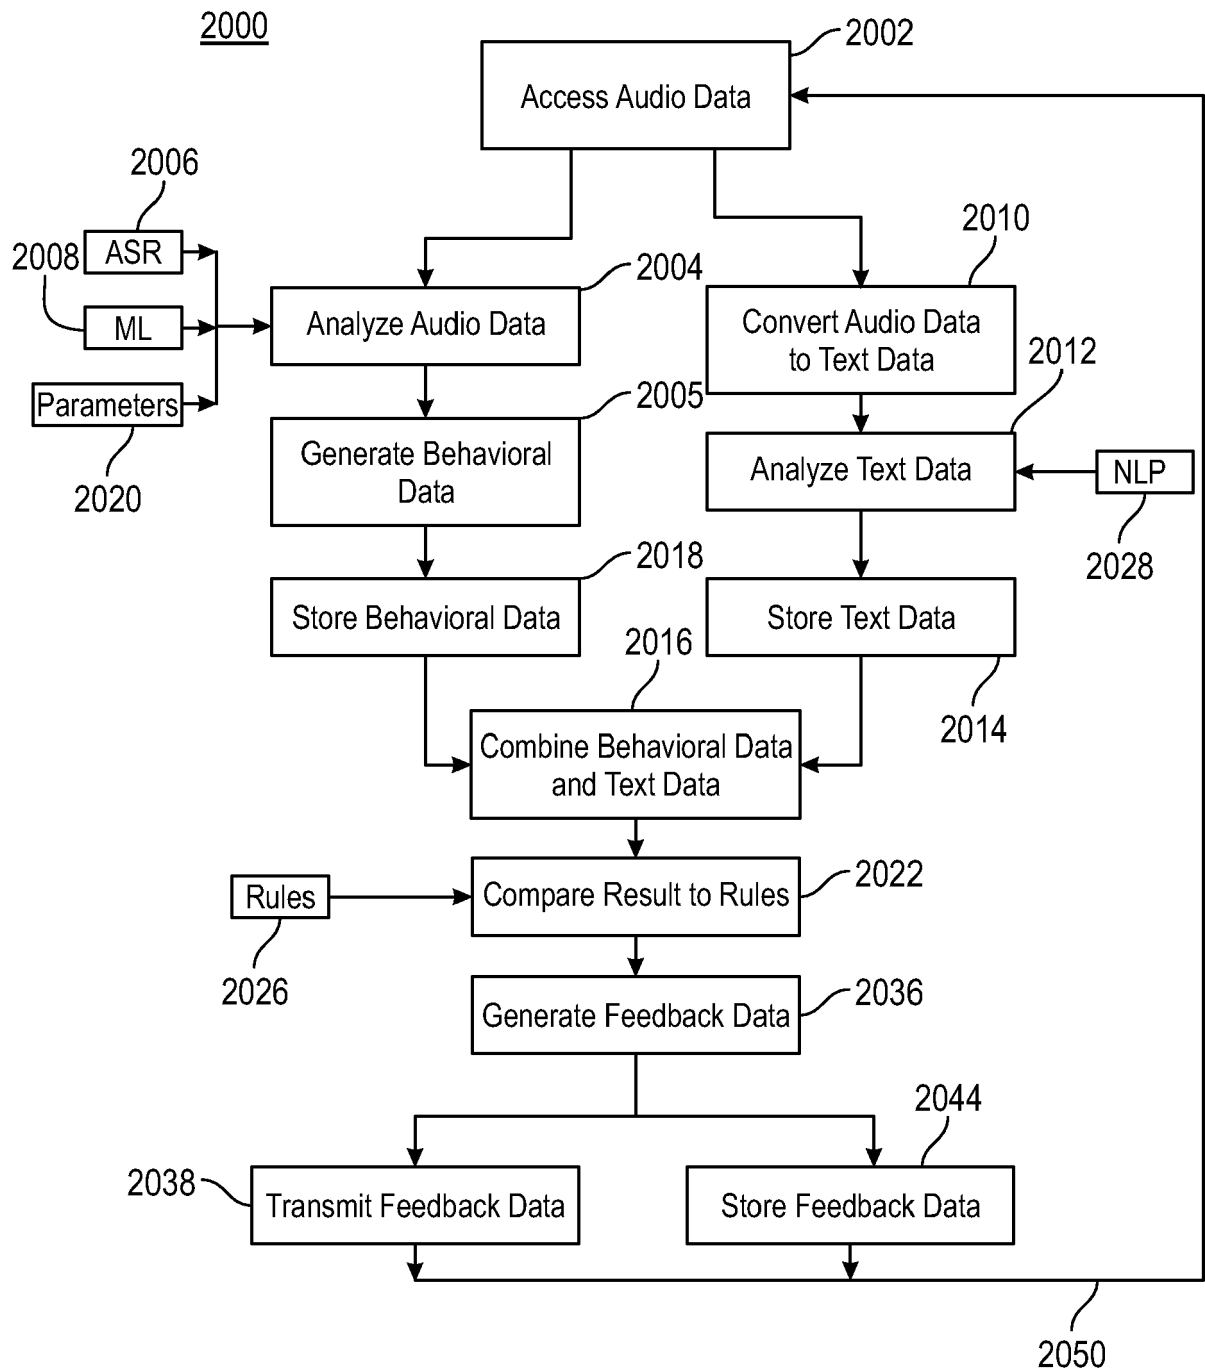 2000
2002
Access Audio Data
2006
ASR
2008
ML
Parameters
2020
2004
Analyze Audio Data
2010
Convert Audio Data
to Text Data
2012
2005
Generate Behavioral
Data
Analyze Text Data
NLP
2028
2018
Store Behavioral Data
Store Text Data
2014
2016
Combine Behavioral Data
and Text Data
Rules
2026
Compare Result to Rules
2022
Generate Feedback Data
2036
2038
Transmit Feedback Data
2044
Store Feedback Data
2050